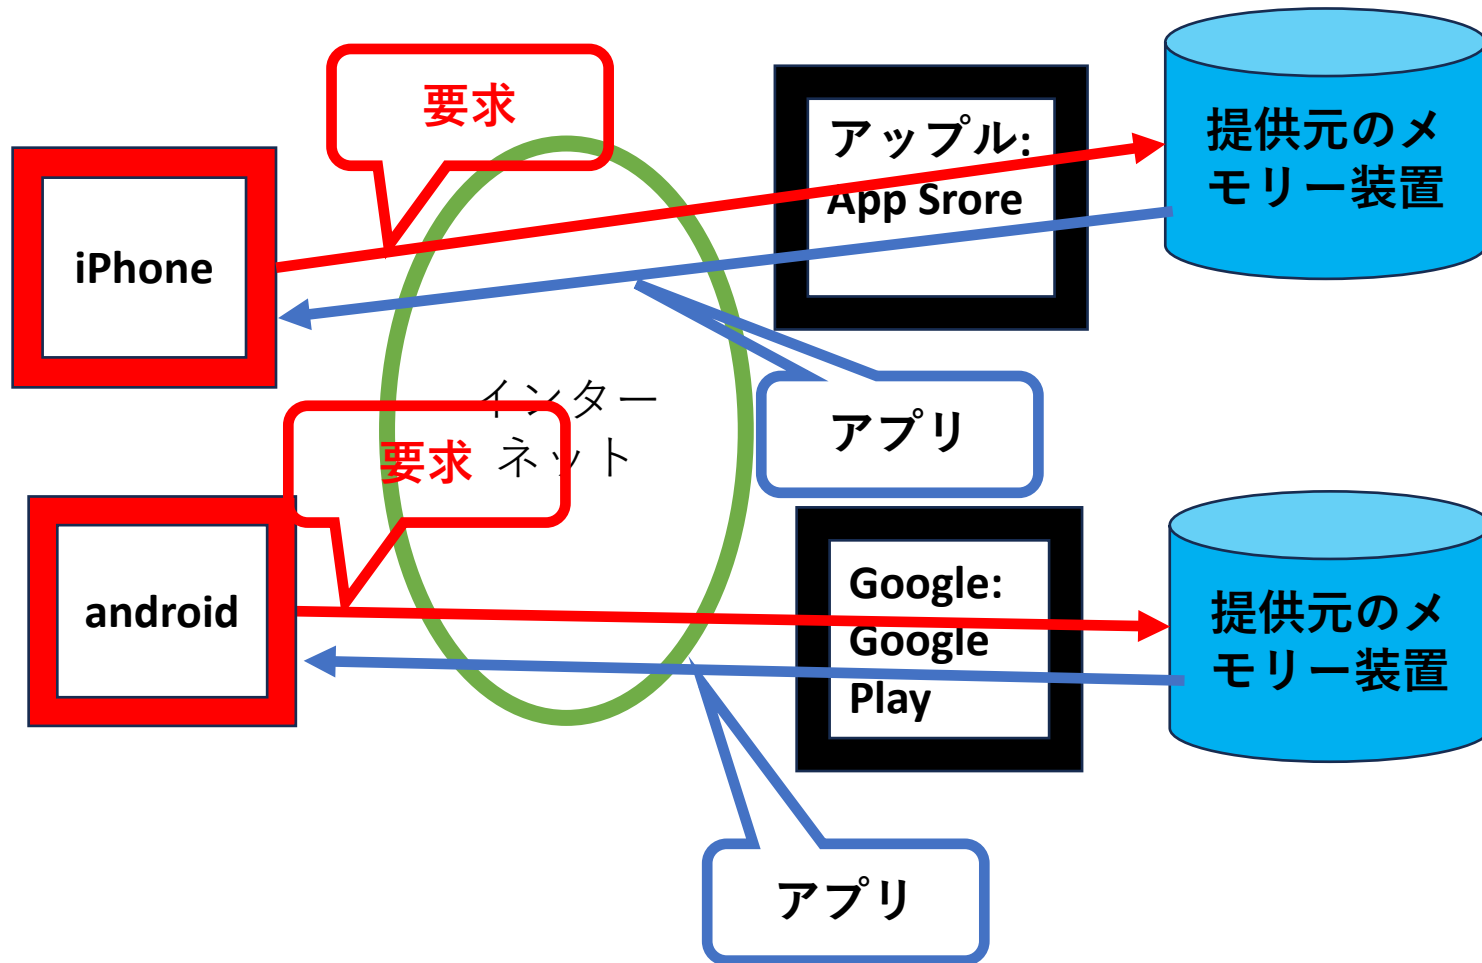 要求
アップル:
App Srore
提供元のメ
モリー装置
iPhone
インター
ネット
アプリ
要求
android
Google:
Google
Play
提供元のメ
モリー装置
アプリ